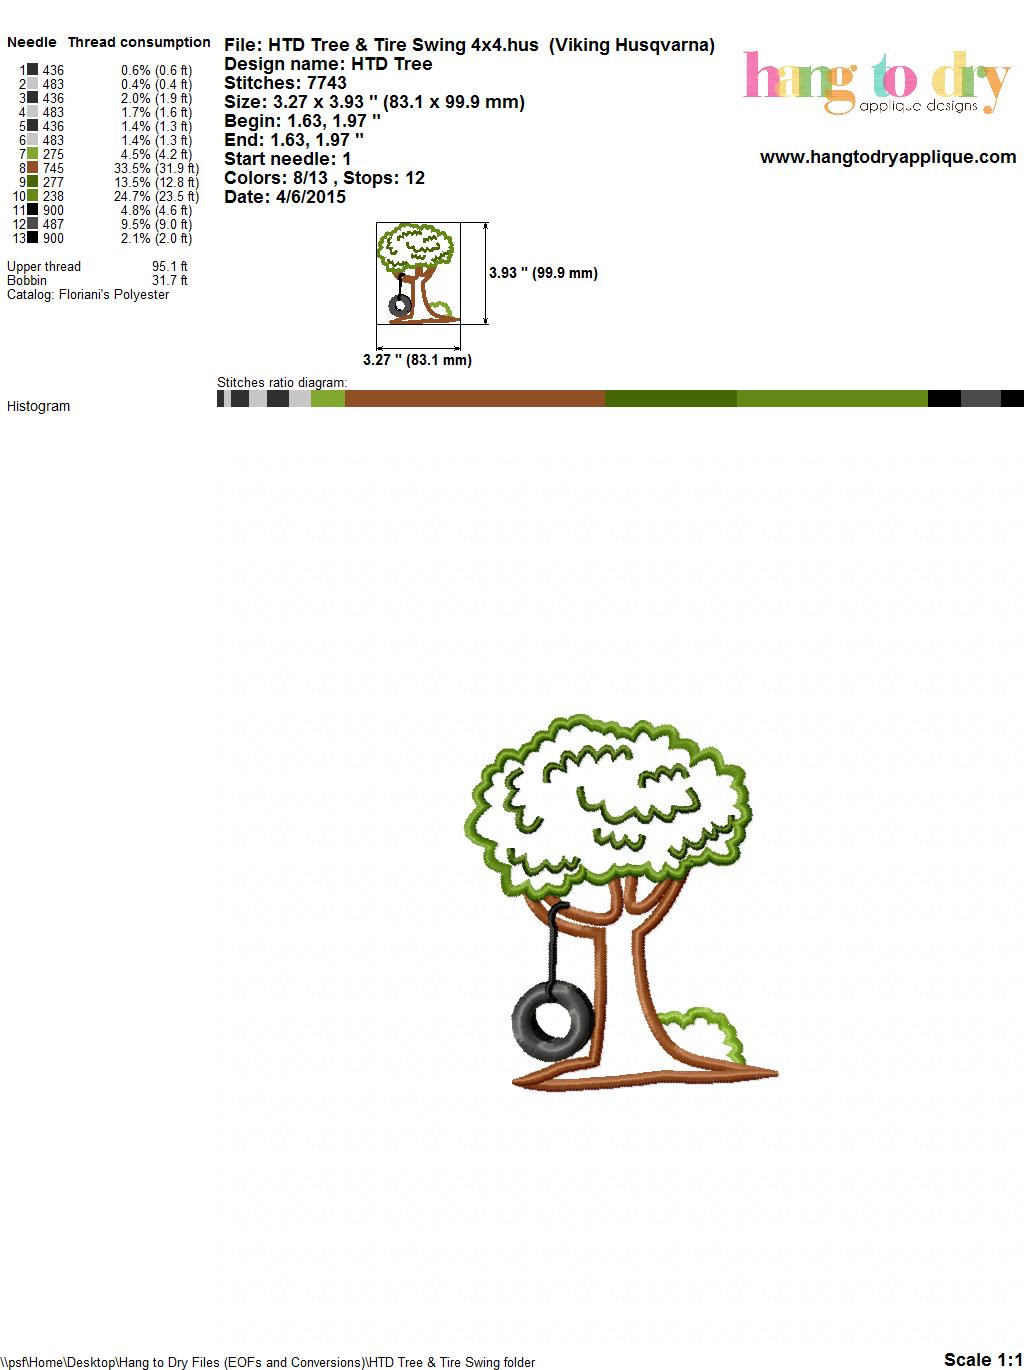 Needle Thread consumption
1 436 0.6% (0.6 ft)
2 483 0.4% (0.4 ft)
3 436 2.0% (1.9 ft)
4 483 1.7% (1.6 ft)
5 436 1.4% (1.3 ft)
6 483 1.4% (1.3 ft)
7 275 4.5% (4.2 ft)
8 745 33.5% (31.9 ft)
9 277 13.5% (12.8 ft)
10 238 24.7% (23.5 ft)
11 900 4.8% (4.6 ft)
12 487 9.5% (9.0 ft)
13 900 2.1% (2.0 ft)
Upper thread 95.1 ft
Bobbin 31.7 ft
Catalog: Floriani's Polyester
File: HTD Tree & Tire Swing 4x4.hus (Viking Husqvarna)
Design name: HTD Tree
Stitches: 7743
Size: 3.27 x 3.93 " (83.1 x 99.9 mm)
Begin: 1.63, 1.97 "
End: 1.63, 1.97 "
Start needle: 1
Colors: 8/13 , Stops: 12
Date: 4/6/2015
hang to dry
applique designs
www.hangtodryapplique.com
3.93 " (99.9 mm)
3.27 " (83.1 mm)
Stitches ratio diagram:
Histogram
\\psf\Home\Desktop\Hang to Dry Files (EOFs and Conversions)\HTD Tree & Tire Swing folder
Scale 1:1